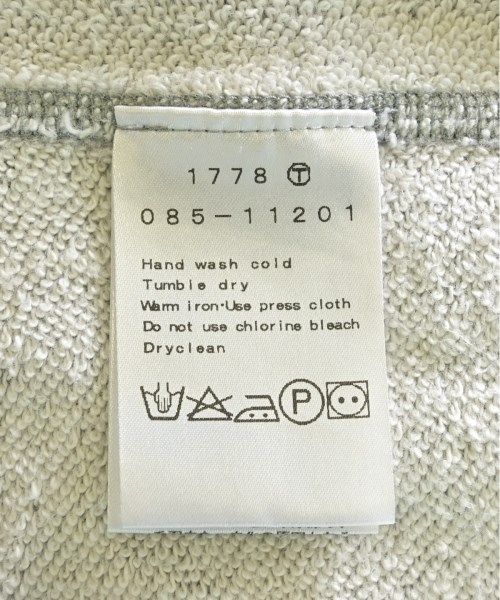 1778 Ⓣ
085-11201
Hand wash cold
Tumble dry
Warm iron·Use press cloth
Do not use chlorine bleach
Dryclean
P